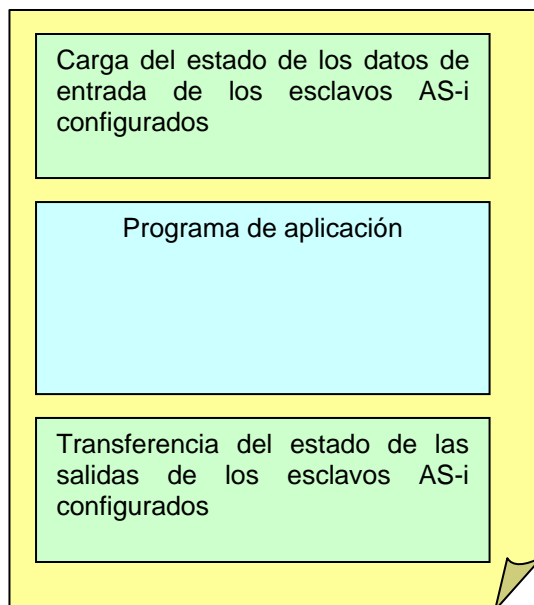 Carga del estado de los datos de
entrada de los esclavos AS-i
configurados
Programa de aplicación
Transferencia del estado de las
salidas de los esclavos AS-i
configurados